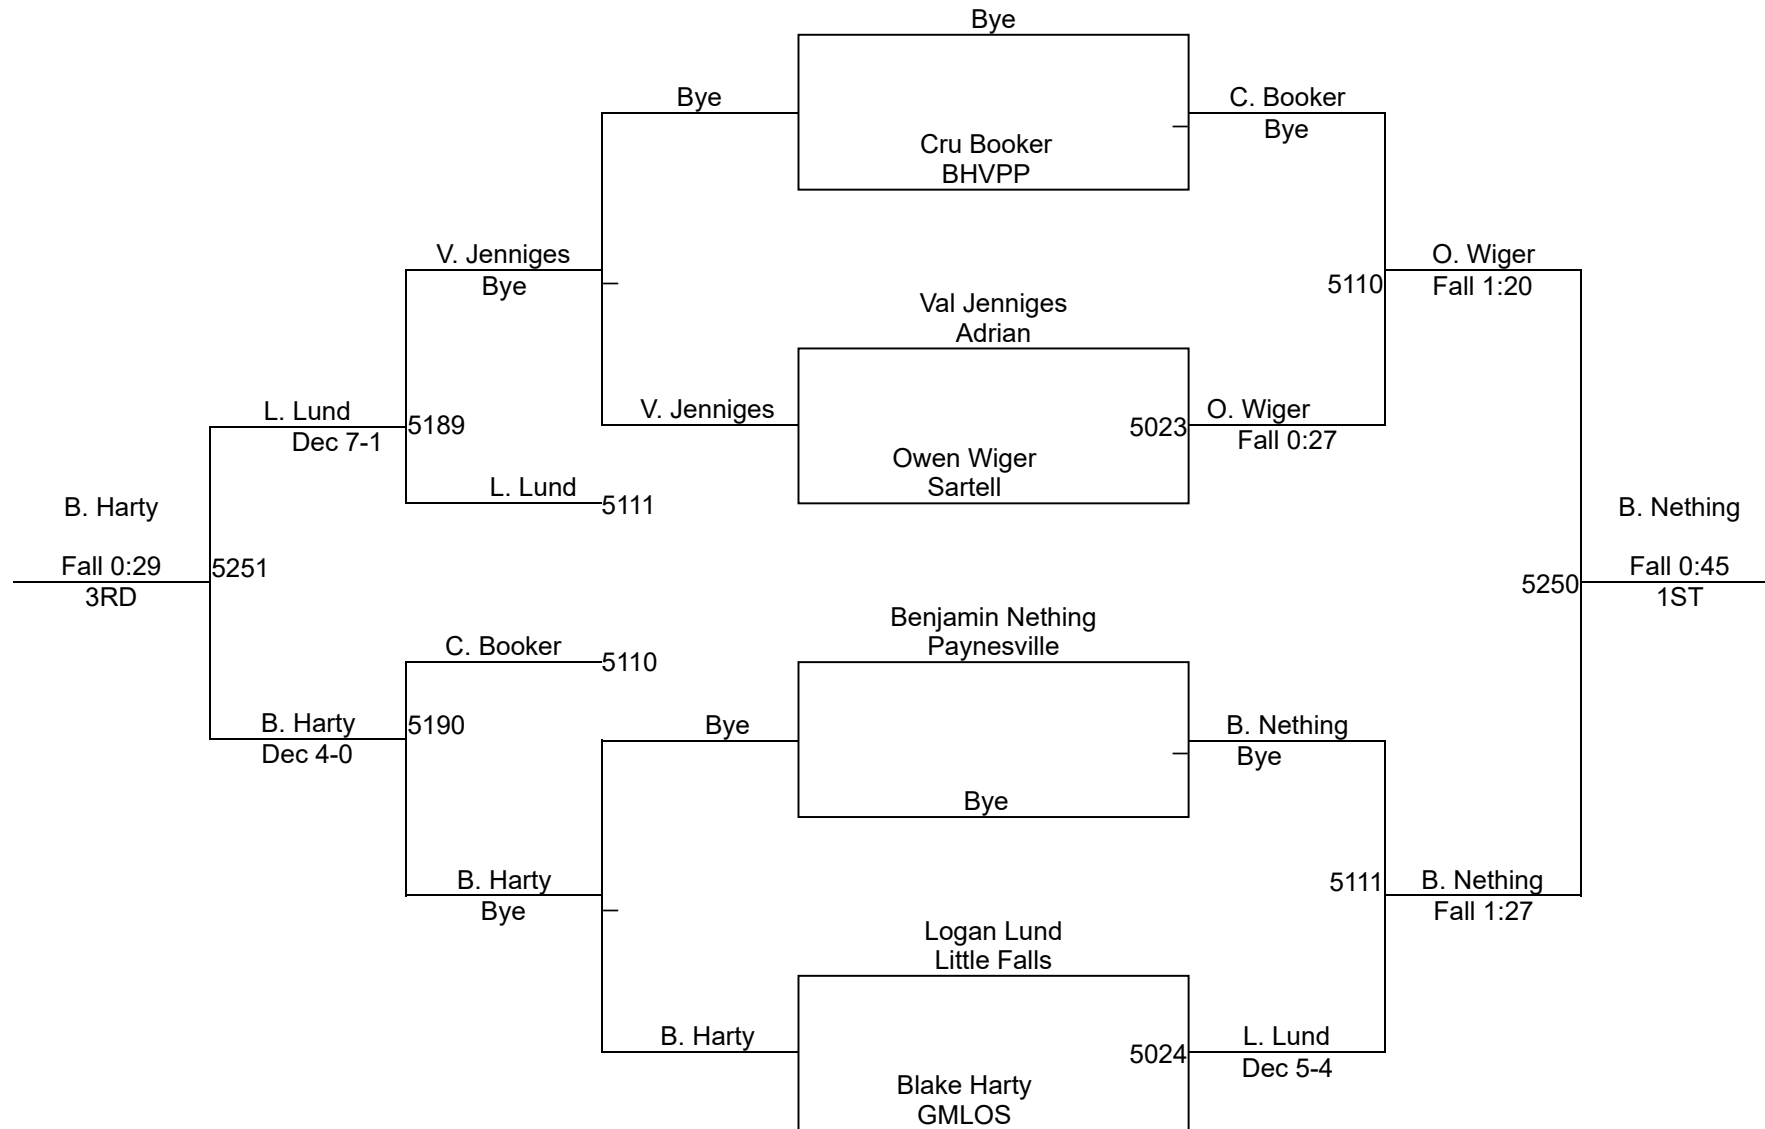 Bye
Bye
C. Booker
Bye
Cru Booker
BHVPP
V. Jenniges
Bye
O. Wiger
Fall 1:20
5110
Val Jenniges
Adrian
L. Lund
Dec 7-1
5189
V. Jenniges
5023
O. Wiger
Fall 0:27
Owen Wiger
Sartell
L. Lund
5111
B. Harty
Fall 0:29
3RD
5251
B. Nething
Fall 0:45
1ST
5250
Benjamin Nething
Paynesville
C. Booker
5110
B. Harty
Dec 4-0
5190
Bye
B. Nething
Bye
Bye
B. Harty
Bye
5111
B. Nething
Fall 1:27
Logan Lund
Little Falls
B. Harty
5024
L. Lund
Dec 5-4
Blake Harty
GMLOS